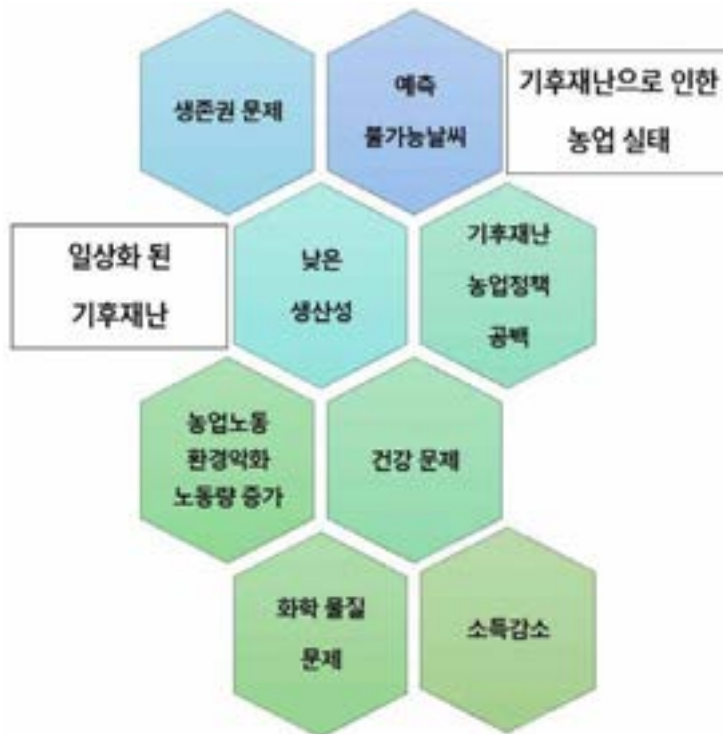 생존권 문제
예측
불가능날씨
기후재난으로 인한
농업 실태
일상화 된
기후재난
낮은
생산성
기후재난
농업정책
공백
농업노동
환경악화
노동량 증가
건강 문제
화학 물질
문제
소득감소